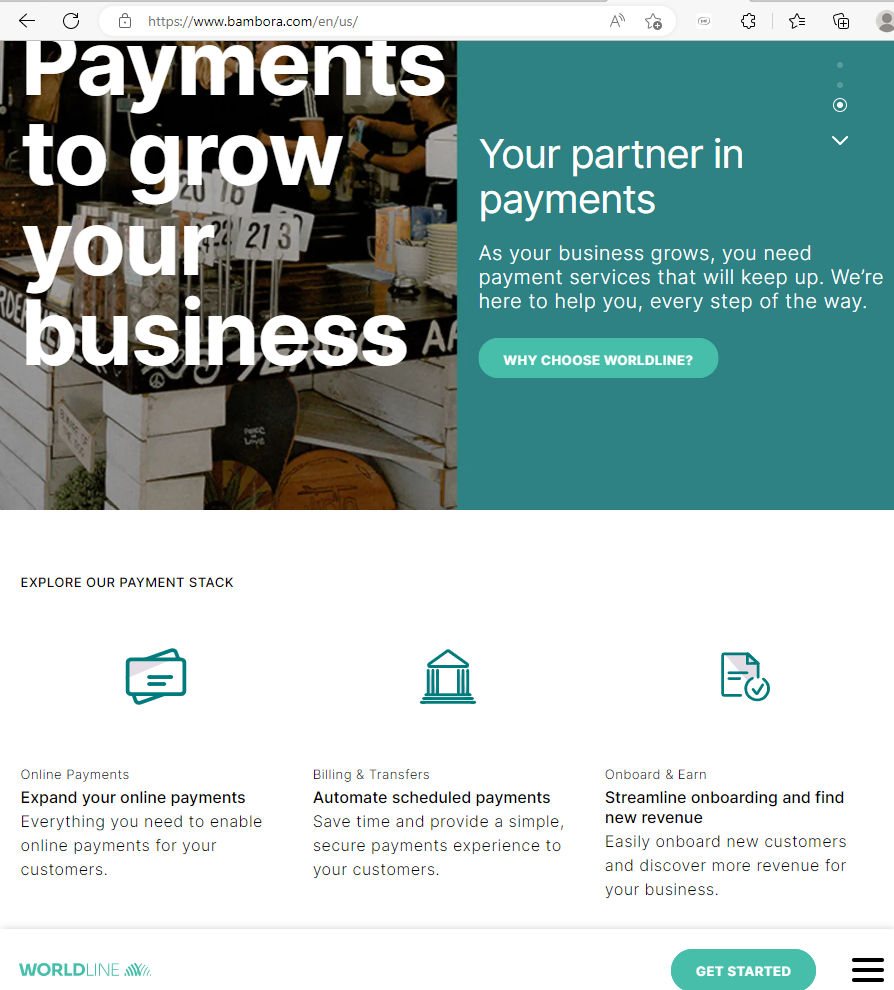 https://www.bambora.com/en/us/
Payments
to grow
your
business
2016
422
213
PEACE
LOVE
Your partner in
payments
As your business grows, you need
payment services that will keep up. We're
here to help you, every step of the way.
WHY CHOOSE WORLDLINE?
EXPLORE OUR PAYMENT STACK
Online Payments
Expand your online payments
Everything you need to enable
online payments for your
customers.
Billing & Transfers
Automate scheduled payments
Save time and provide a simple,
secure payments experience to
your customers.
Onboard & Earn
Streamline onboarding and find
new revenue
Easily onboard new customers
and discover more revenue for
your business.
WORLDLINE
GET STARTED